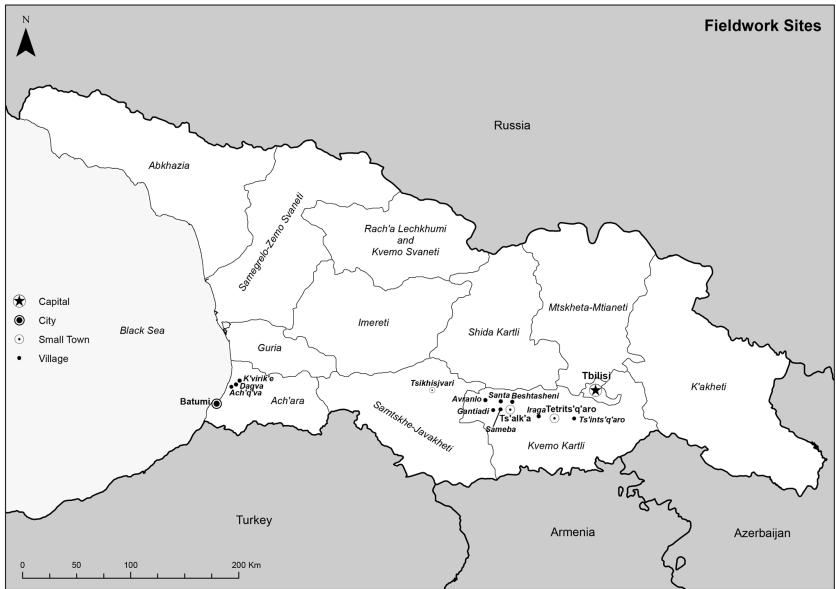 Fieldwork Sites
N
Russia
Abkhazia
Samegrelo-Zemo Svaneti
Rach'a Lechkhumi
and
Kvemo Svaneti
Mtskheta-Mtianeti
Capital
City
Small Town
Village
Black Sea
Imereti
Shida Kartli
Guria
K'akheti
Tbilisi
K'virik'e
Dagva
Ach'q'va
Batumi
Ach'ara
Tsikhisjvari
Samtskhe-Javakheti
Avranlo
Santa
Beshtasheni
Gantiadi
Ts'alk'a
Sameba
Iraga
Tetrits'q'aro
Ts'ints'q'aro
Kvemo Kartli
Turkey
Armenia
Azerbaijan
0 50 100 200 Km